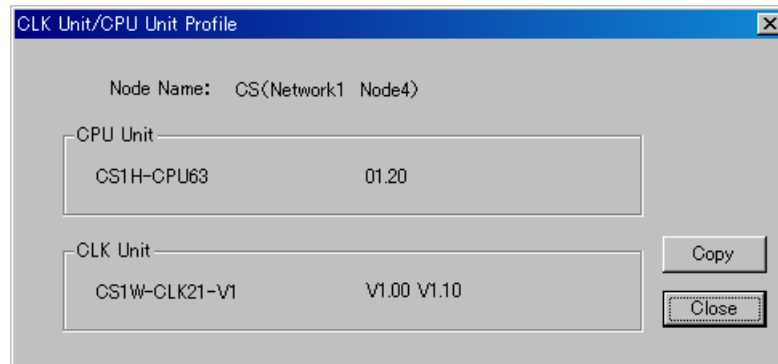 CLK Unit/CPU Unit Profile
Node Name: CS(Network1 Node4)
CPU Unit
CS1H-CPU63 01.20
CLK Unit
CS1W-CLK21-V1 V1.00 V1.10
Copy
Close